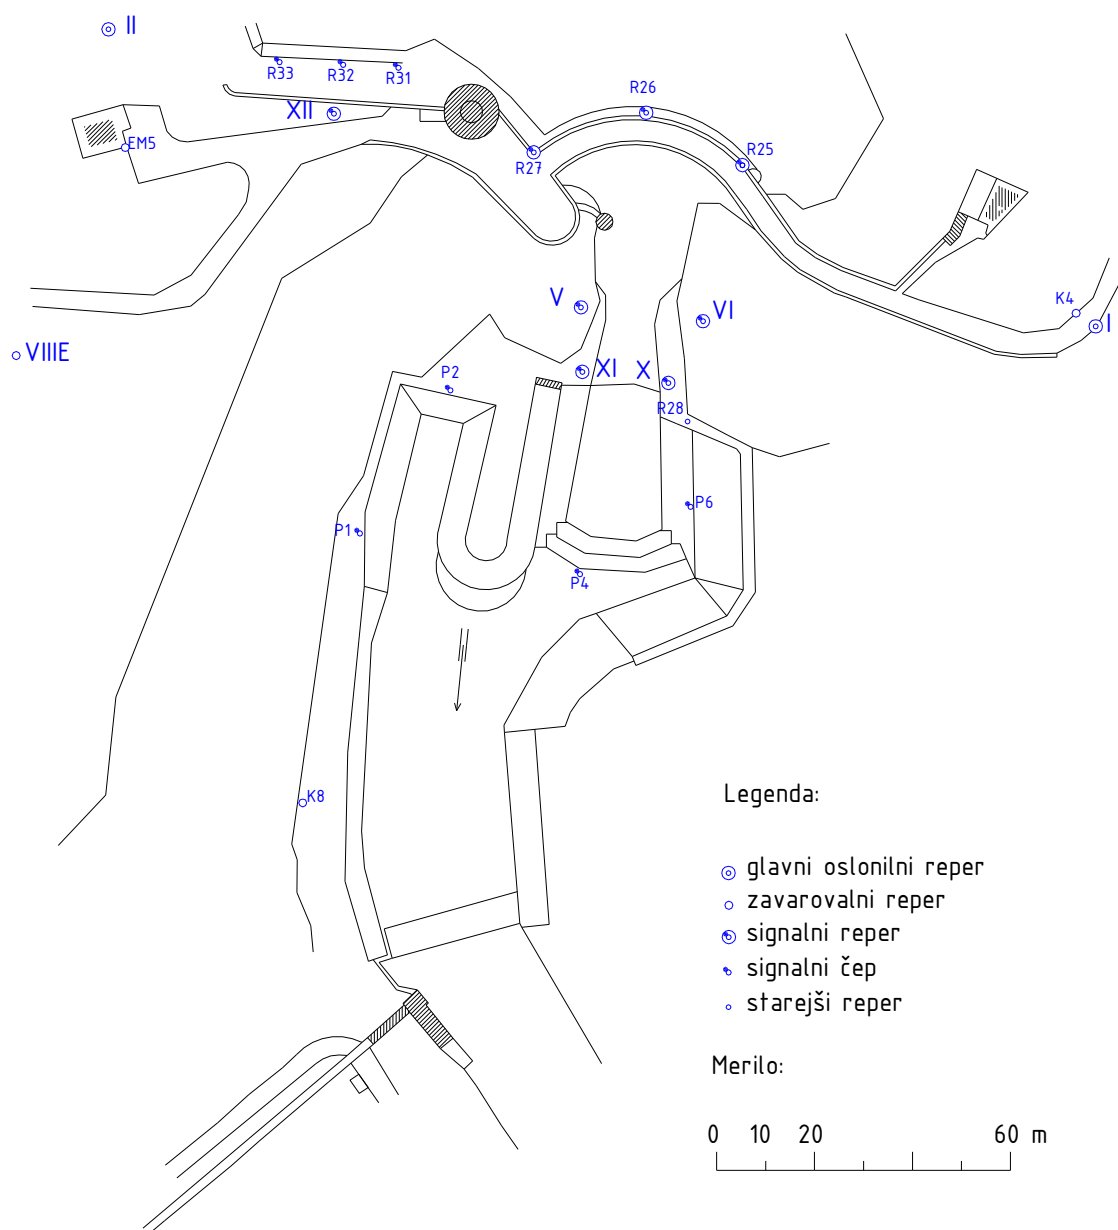 II
R33
R32
R31
XII
EM5
R26
R27
R25
V
VI
K4
I
VIIIE
P2
XI
X
R28
P6
P1
P4
K8
Legenda:
glavni oslonilni reper
zavarovalni reper
signalni reper
signalni čep
starejši reper
Merilo:
0 10 20 60 m